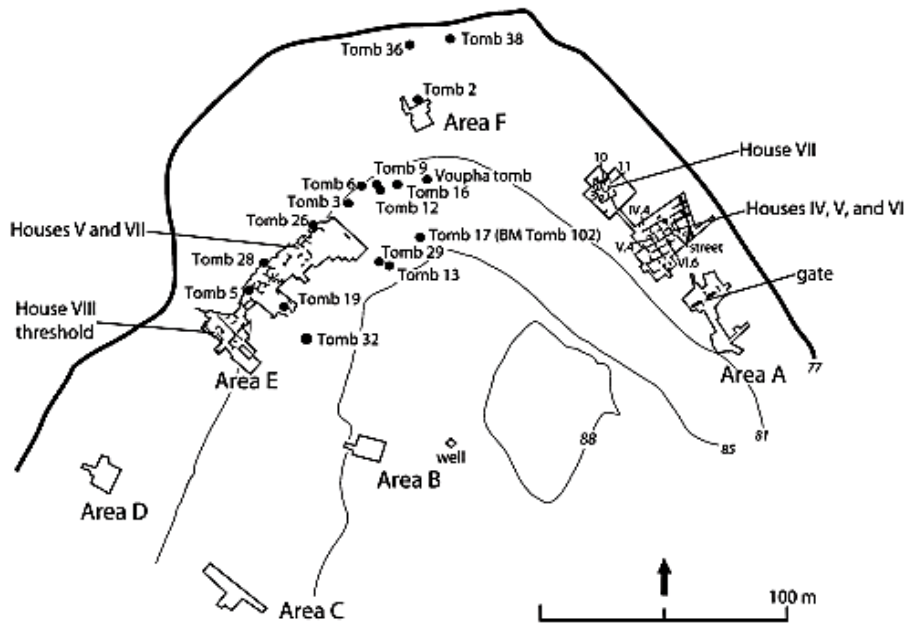 Tomb 36
Tomb 38
Tomb 2
Area F
House VII
10
11
Tomb 9
Voupha tomb
Tomb 6
Tomb 16
Tomb 3
Tomb 12
IV.4
Houses IV, V, and VI
Tomb 26
Houses V and VII
Tomb 17 (BM Tomb 102)
V.4
street
Tomb 29
VI.6
Tomb 28
Tomb 13
gate
Tomb 5
Tomb 19
House VIII
threshold
Tomb 32
Area E
Area A
77
81
85
88
well
Area B
Area D
Area C
100 m